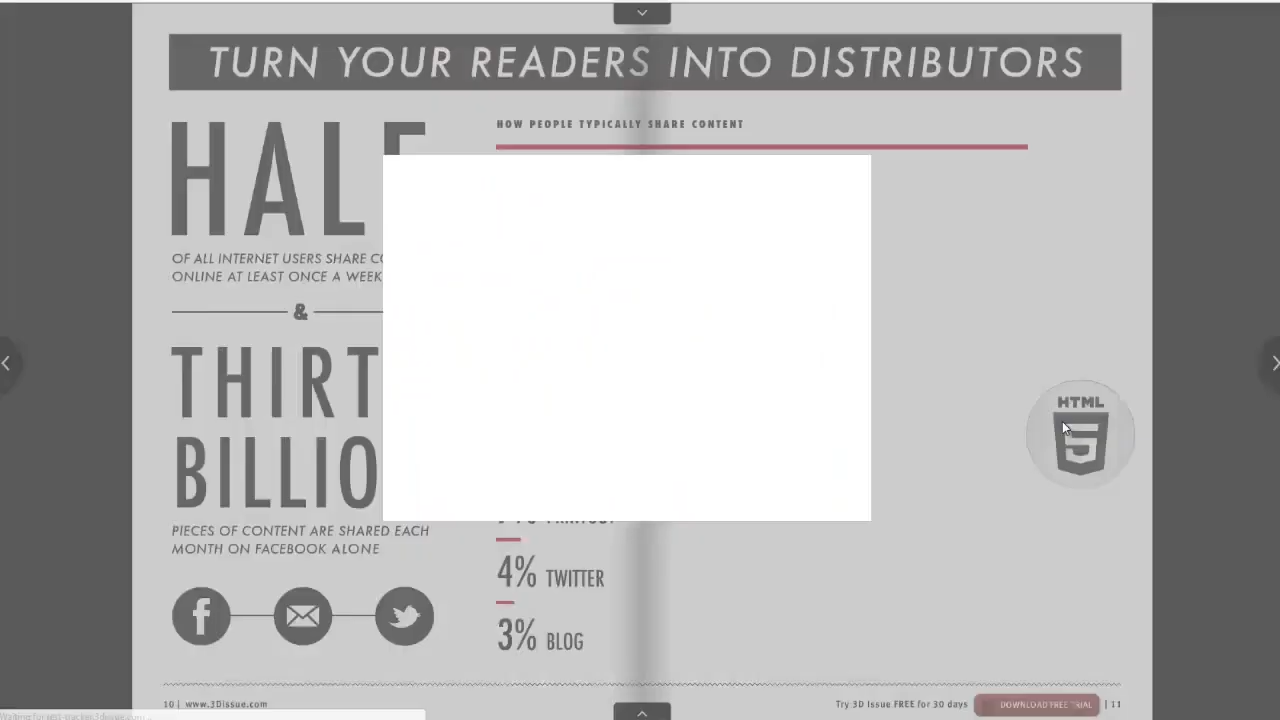 TURN YOUR READERS INTO DISTRIBUTORS
HALF
OF ALL INTERNET USERS SHARE
ONLINE AT LEAST ONCE A WEEK
&
THIRT
BILLIO
PIECES OF CONTENT ARE SHARED EACH
MONTH ON FACEBOOK ALONE
HOW PEOPLE TYPICALLY SHARE CONTENT
4% TWITTER
3% BLOG
HTML
5
10 | www.3Dissue.com
Try 3D Issue FREE for 30 days
DOWNLOAD FREE TRIAL
| 11